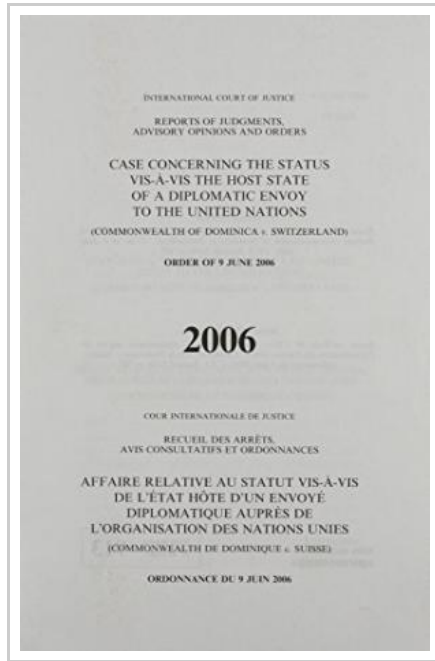 INTERNATIONAL COURT OF JUSTICE
REPORTS OF JUDGMENTS,
ADVISORY OPINIONS AND ORDERS
CASE CONCERNING THE STATUS
VIS-À-VIS THE HOST STATE
OF A DIPLOMATIC ENVOY
TO THE UNITED NATIONS
(COMMONWEALTH OF DOMINICA v. SWITZERLAND)
ORDER OF 9 JUNE 2006
2006
COUR INTERNATIONALE DE JUSTICE
RECUEIL DES ARRÊTS,
AVIS CONSULTATIFS ET ORDONNANCES
AFFAIRE RELATIVE AU STATUT VIS-À-VIS
DE L'ÉTAT HÔTE D'UN ENVOYÉ
DIPLOMATIQUE AUPRÈS DE
L'ORGANISATION DES NATIONS UNIES
(COMMONWEALTH DE DOMINIQUE c. SUISSE)
ORDONNANCE DU 9 JUIN 2006